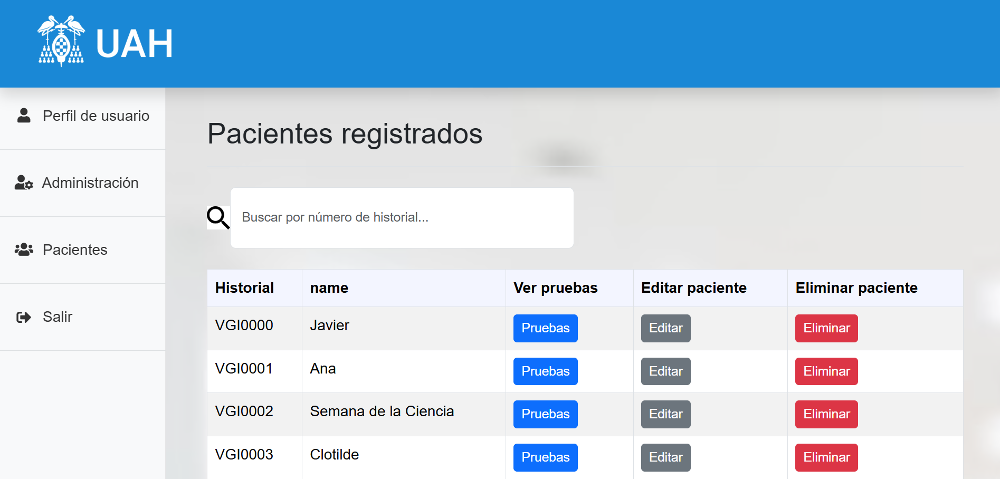 UAH
Perfil de usuario
Administración
Pacientes
Salir
Pacientes registrados
Buscar por número de historial...
Historial name Ver pruebas Editar paciente Eliminar paciente
VGI0000 Javier Pruebas Editar Eliminar
VGI0001 Ana Pruebas Editar Eliminar
VGI0002 Semana de la Ciencia Pruebas Editar Eliminar
VGI0003 Clotilde Pruebas Editar Eliminar